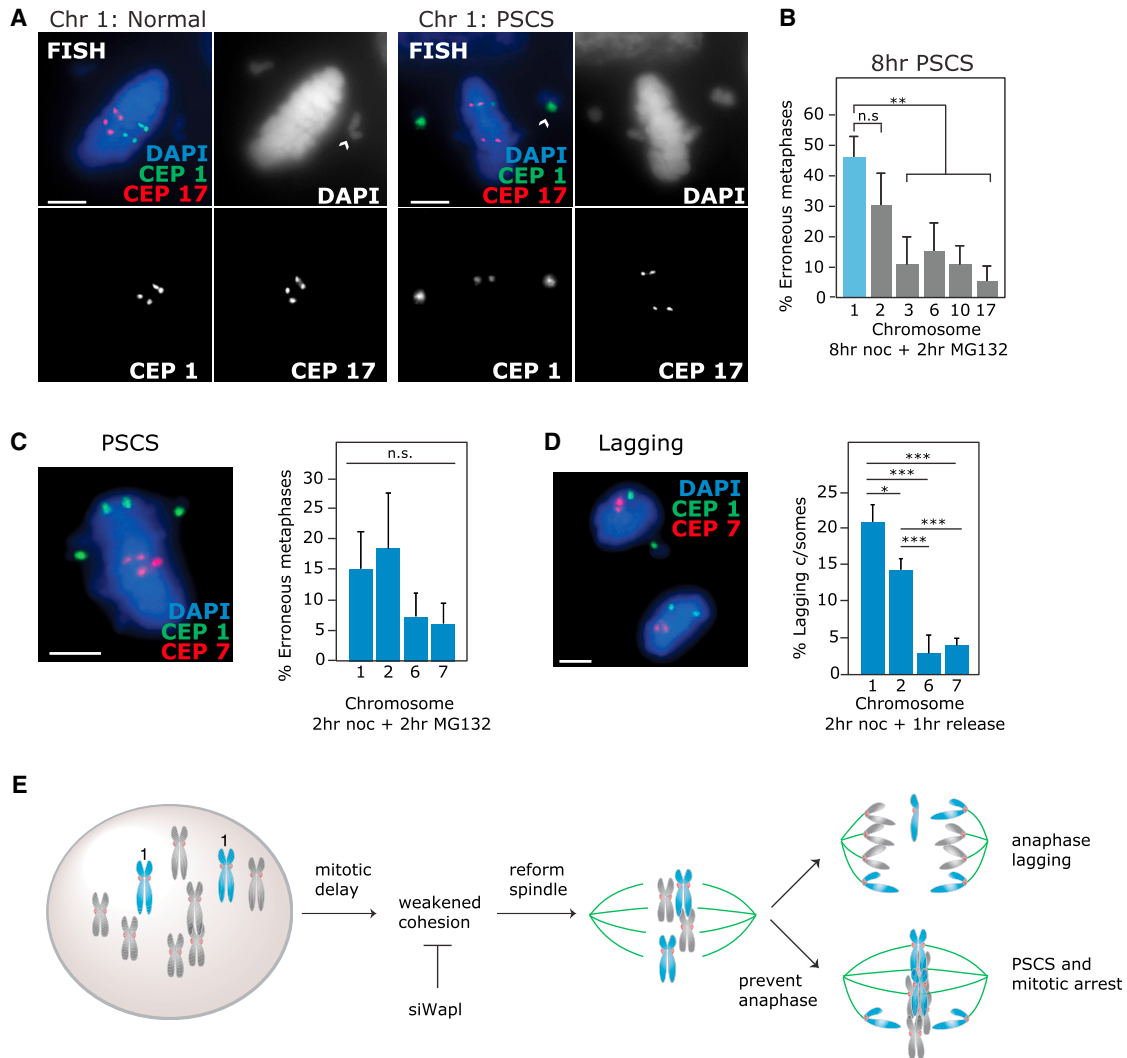 A
Chr 1: Normal
Chr 1: PSCS
FISH
DAPI
CEP 1
CEP 17
DAPI
CEP 1
CEP 17
FISH
DAPI
CEP 1
CEP 17
DAPI
CEP 1
CEP 17
B
8hr PSCS
% Erroneous metaphases
60
50
40
30
20
10
0
**
n.s
1 2 3 6 10 17
Chromosome
8hr noc + 2hr MG132
C
PSCS
DAPI
CEP 1
CEP 7
% Erroneous metaphases
30
25
20
15
10
5
0
n.s.
1 2 6 7
Chromosome
2hr noc + 2hr MG132
D
Lagging
DAPI
CEP 1
CEP 7
% Lagging c/somes
25
20
15
10
5
0
***
***
*
***
***
1 2 6 7
Chromosome
2hr noc + 1hr release
E
1
1
mitotic
delay
weakened
cohesion
siWapl
reform
spindle
prevent
anaphase
anaphase
lagging
PSCS and
mitotic arrest